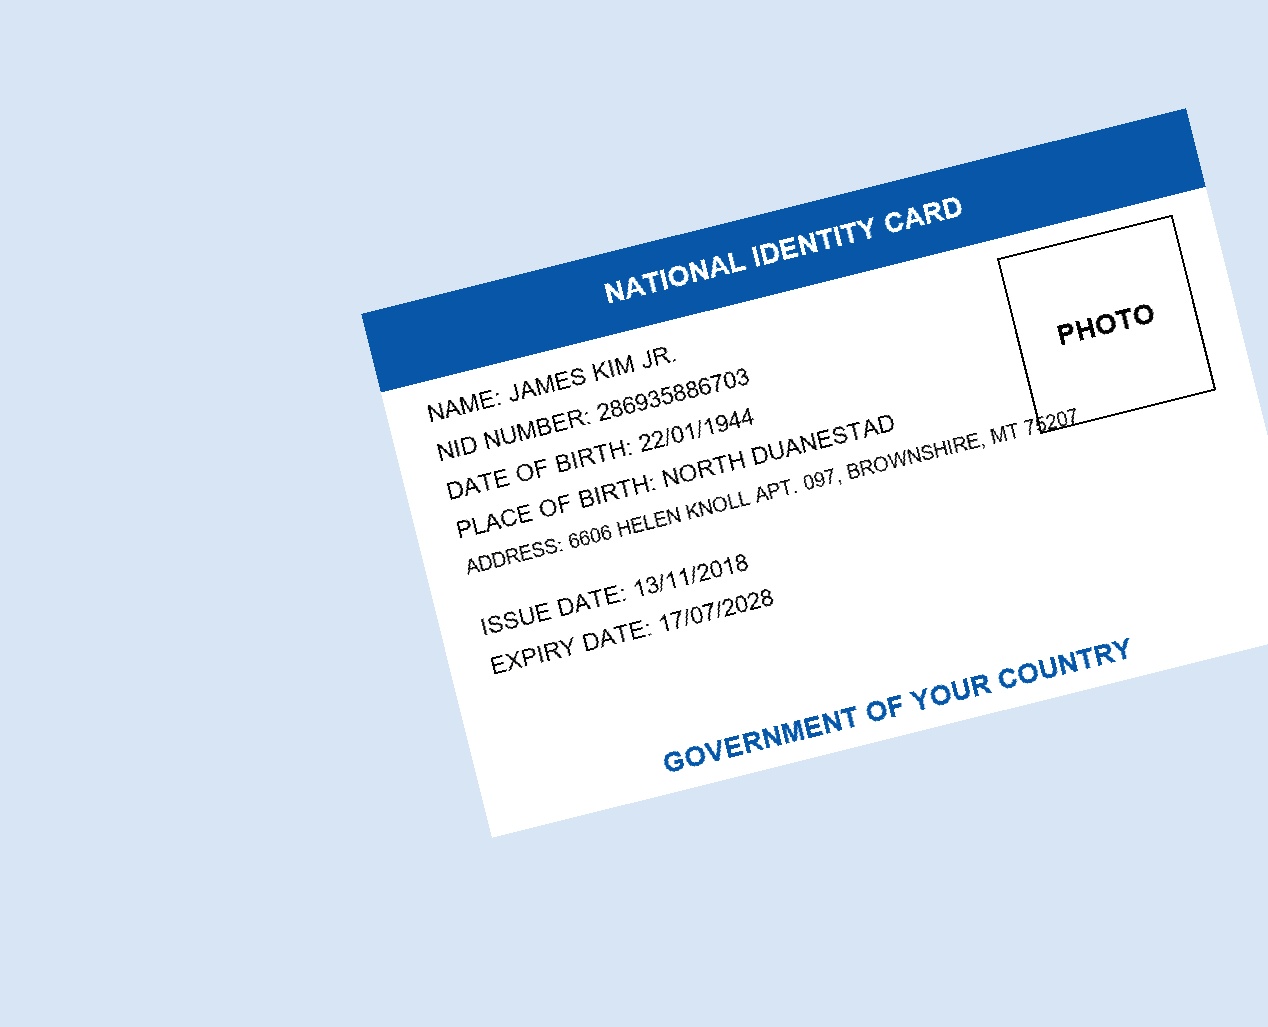 NATIONAL IDENTITY CARD
PHOTO
NAME: JAMES KIM JR.
NID NUMBER: 286935886703
DATE OF BIRTH: 22/01/1944
PLACE OF BIRTH: NORTH DUANESTAD
ADDRESS: 6606 HELEN KNOLL APT. 097, BROWNSHIRE, MT 75207
ISSUE DATE: 13/11/2018
EXPIRY DATE: 17/07/2028
GOVERNMENT OF YOUR COUNTRY